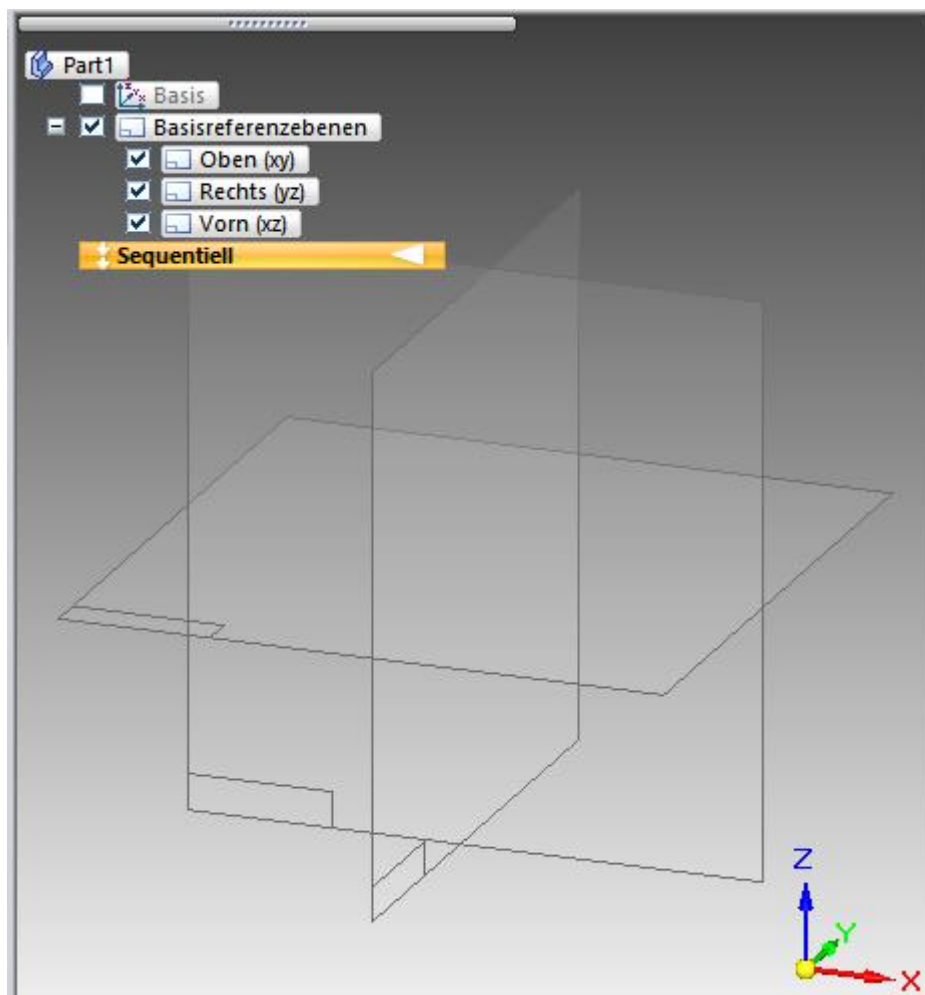 Part1
Basis
Basisreferenzebenen
Oben (xy)
Rechts (yz)
Vorn (xz)
Sequentiell
Z
Y
X